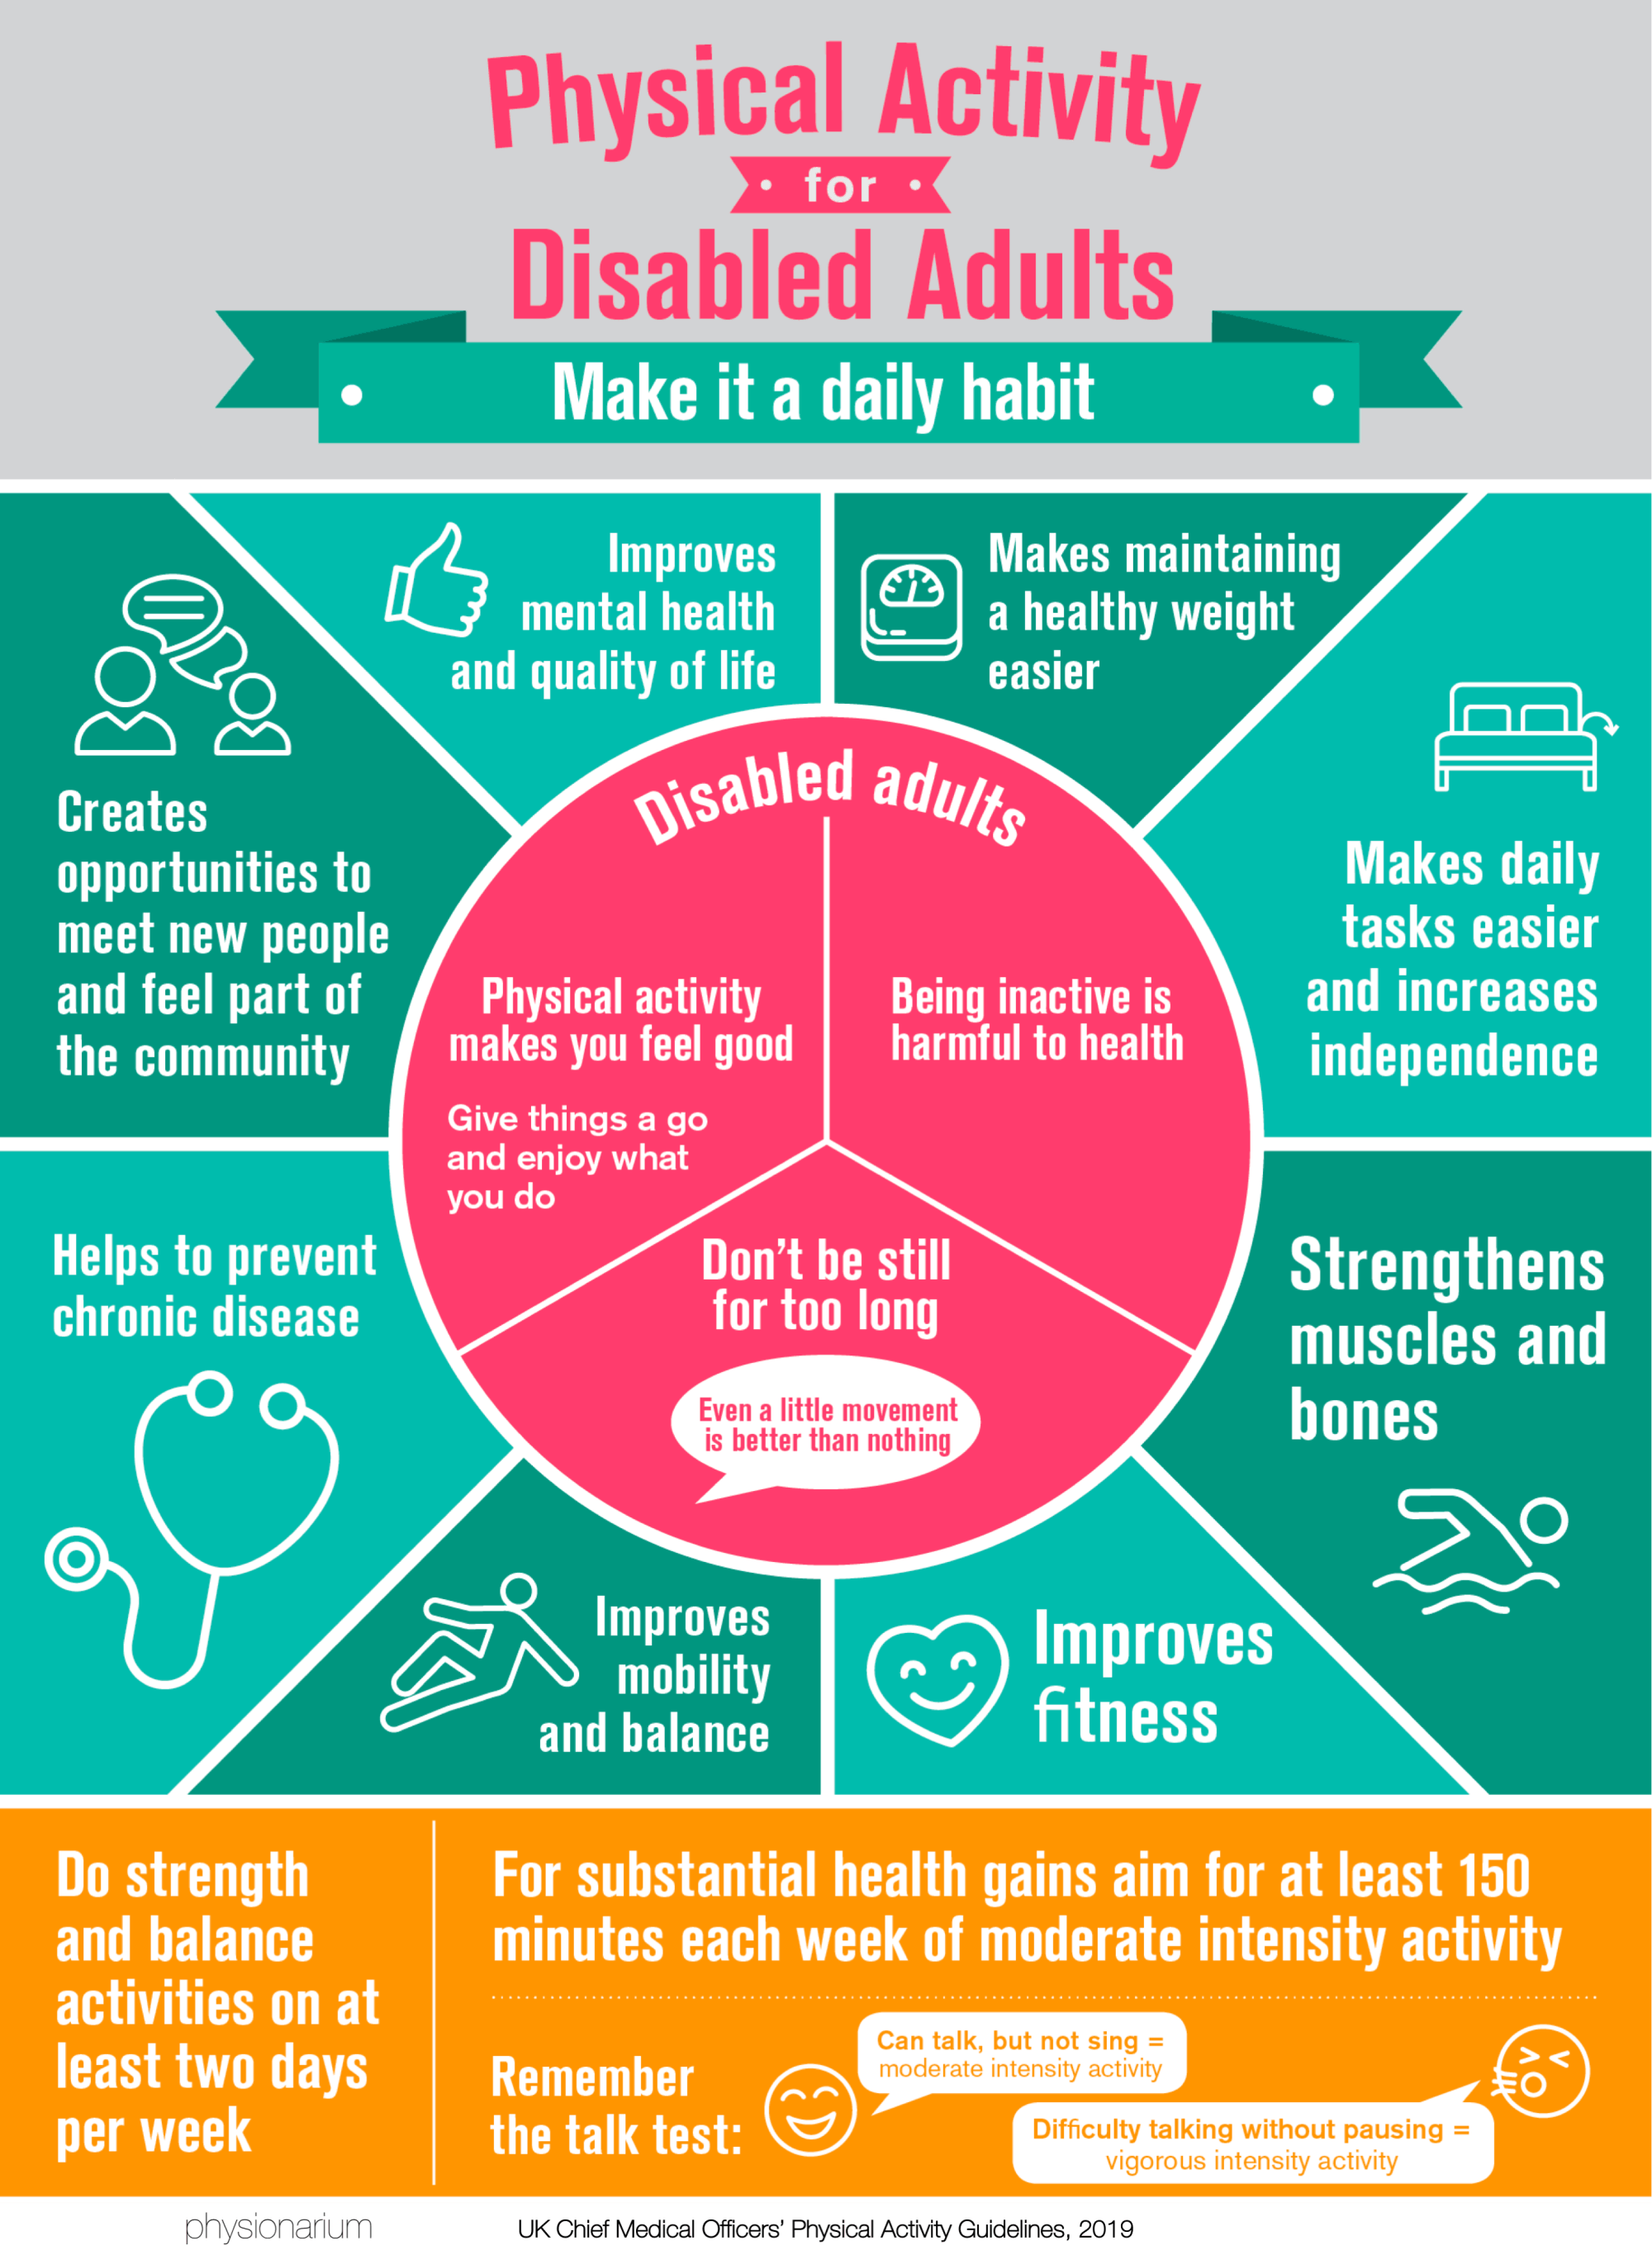 Physical Activity
for
Disabled Adults
Make it a daily habit
Improves
mental health
and quality of life
Makes maintaining
a healthy weight
easier
Creates
opportunities to
meet new people
and feel part of
the community
Makes daily
tasks easier
and increases
independence
Disabled adults
Physical activity
makes you feel good
Give things a go
and enjoy what
you do
Being inactive is
harmful to health
Don't be still
for too long
Even a little movement
is better than nothing
Helps to prevent
chronic disease
Strengthens
muscles and
bones
Improves
mobility
and balance
Improves
fitness
Do strength
and balance
activities on at
least two days
per week
For substantial health gains aim for at least 150
minutes each week of moderate intensity activity
Remember
the talk test:
Can talk, but not sing =
moderate intensity activity
Difficulty talking without pausing =
vigorous intensity activity
physionarium
UK Chief Medical Officers' Physical Activity Guidelines, 2019